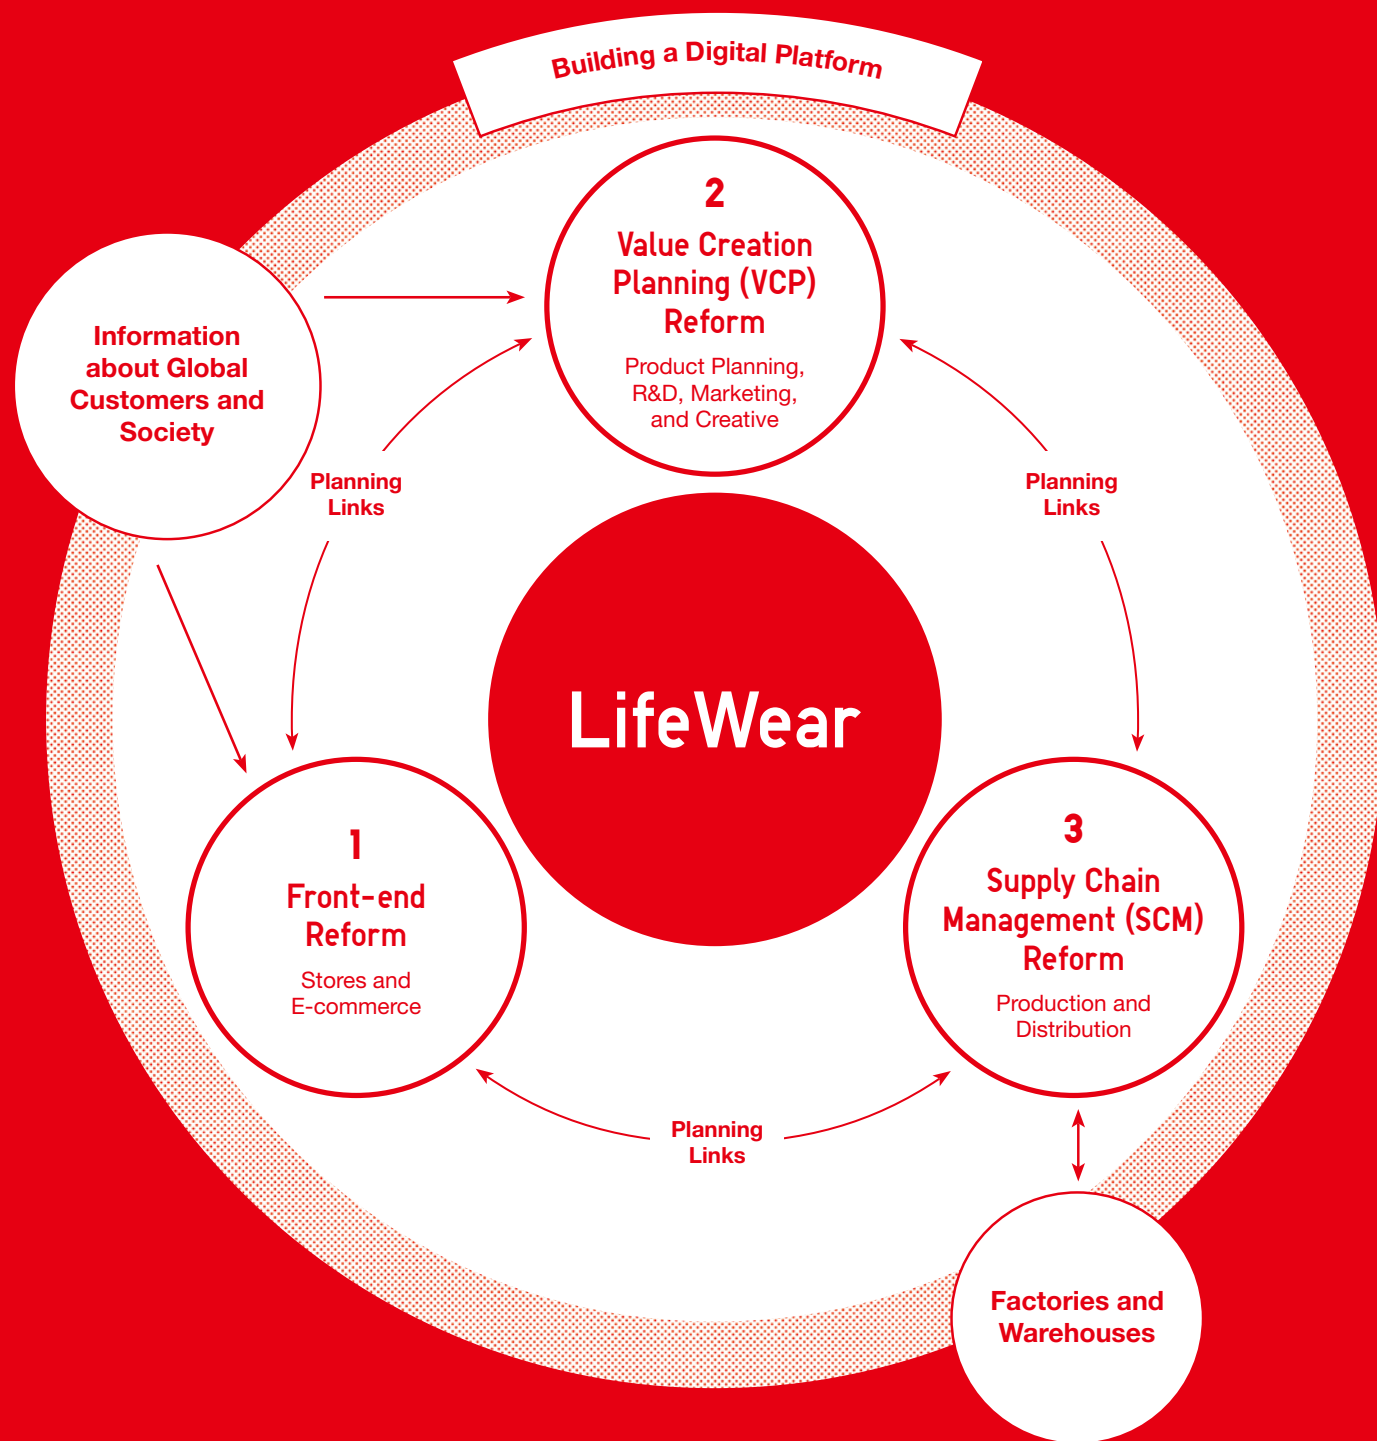 Building a Digital Platform
2
Value Creation
Planning (VCP)
Reform
Product Planning,
R&D, Marketing,
and Creative
Information
about Global
Customers and
Society
Planning
Links
Planning
Links
LifeWear
1
Front-end
Reform
Stores and
E-commerce
3
Supply Chain
Management (SCM)
Reform
Production and
Distribution
Planning
Links
Factories and
Warehouses